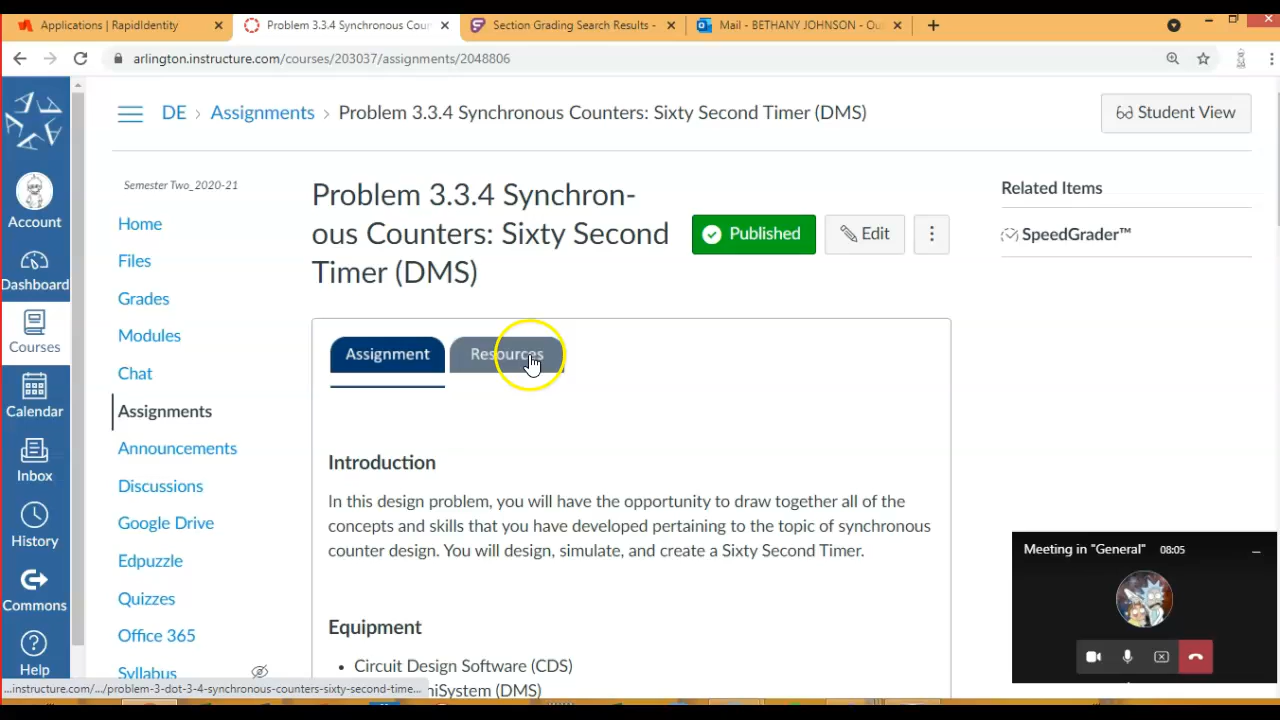 Applications | RapidIdentity
Problem 3.3.4 Synchronous Coun
Section Grading Search Results -
Mail - BETHANY JOHNSON - Ou
arlington.instructure.com/courses/203037/assignments/2048806
DE › Assignments › Problem 3.3.4 Synchronous Counters: Sixty Second Timer (DMS)
Student View
Account
Dashboard
Courses
Calendar
Inbox
History
Commons
Help
Semester Two_2020-21
Home
Files
Grades
Modules
Chat
Assignments
Announcements
Discussions
Google Drive
Edpuzzle
Quizzes
Office 365
Syllabus
Problem 3.3.4 Synchron-
ous Counters: Sixty Second
Timer (DMS)
Published
Edit
Related Items
SpeedGrader™
Assignment
Resources
Introduction
In this design problem, you will have the opportunity to draw together all of the
concepts and skills that you have developed pertaining to the topic of synchronous
counter design. You will design, simulate, and create a Sixty Second Timer.
Equipment
• Circuit Design Software (CDS)
niSystem (DMS)
Meeting in "General" 08:05
...instructure.com/.../problem-3-dot-3-4-synchronous-counters-sixty-second-time...